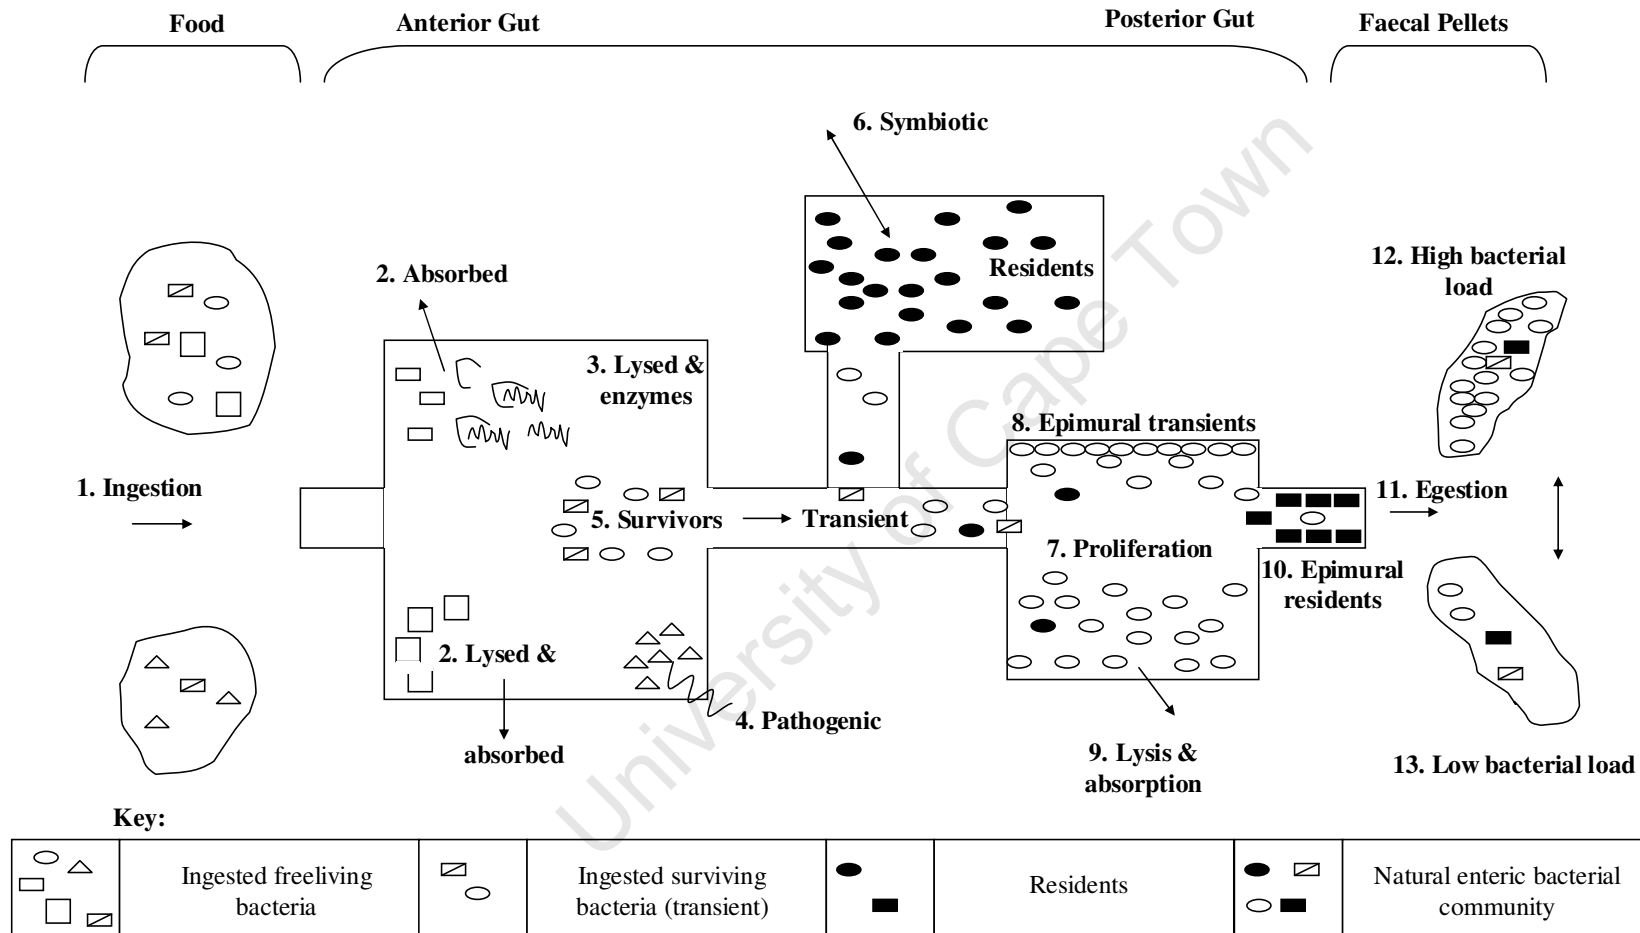 Food
Anterior Gut
Posterior Gut
Faecal Pellets
6. Symbiotic
2. Absorbed
3. Lysed &
enzymes
Residents
12. High bacterial
load
8. Epimural transients
1. Ingestion
5. Survivors
Transient
11. Egestion
7. Proliferation
10. Epimural
residents
2. Lysed &
absorbed
4. Pathogenic
9. Lysis &
absorption
13. Low bacterial load
University of Cape Town
Key:
Ingested freeliving
bacteria
Ingested surviving
bacteria (transient)
Residents
Natural enteric bacterial
community